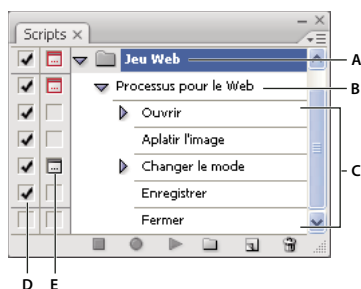 Scripts ×
Jeu Web A
Processus pour le Web B
Ouvrir
Aplatir l'image
Changer le mode C
Enregistrer
Fermer
D E